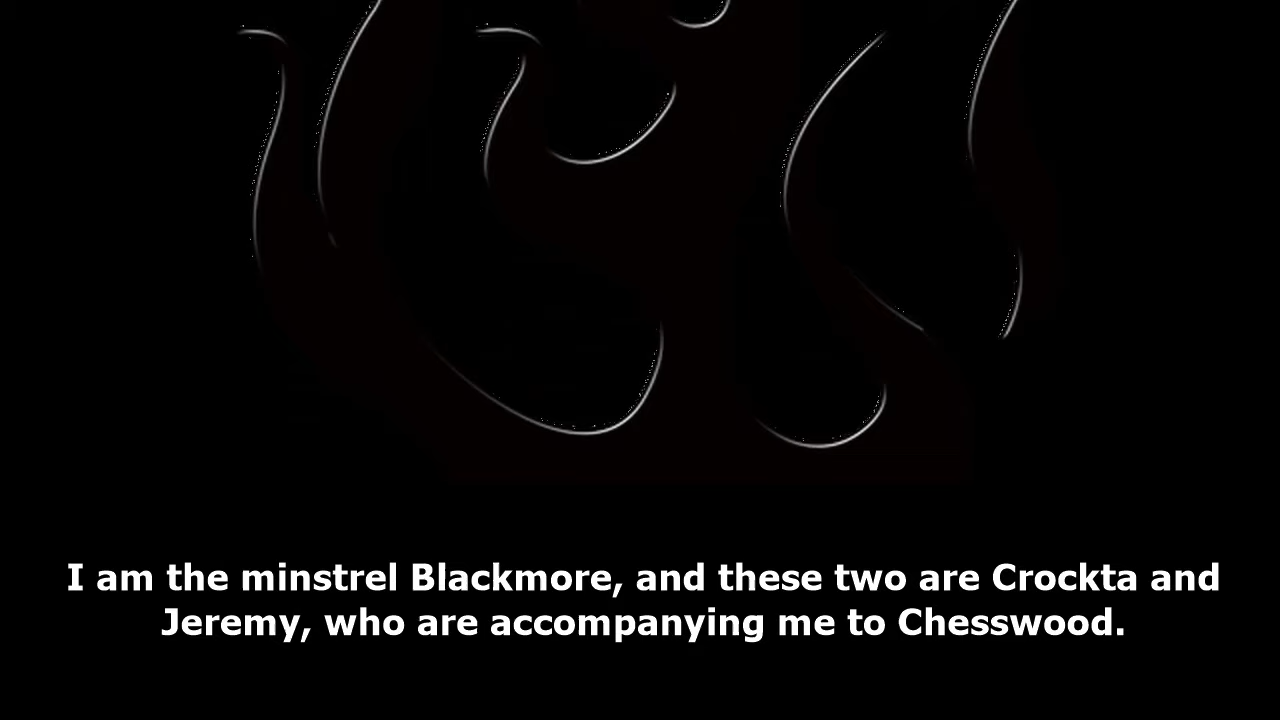 I am the minstrel Blackmore, and these two are Crockta and
Jeremy, who are accompanying me to Chesswood.